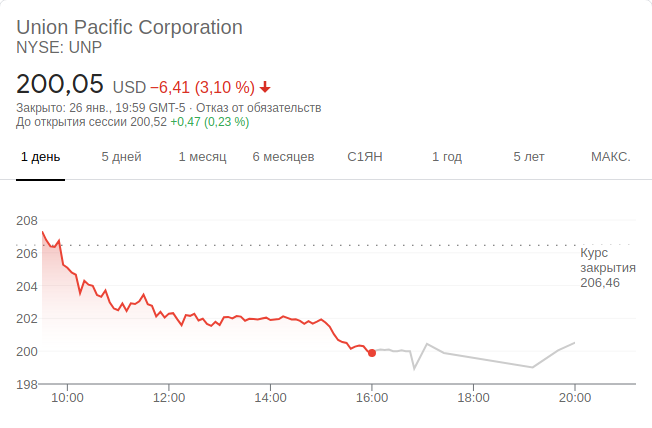 Union Pacific Corporation
NYSE: UNP
200,05 USD −6,41 (3,10 %)
Закрыто: 26 янв., 19:59 GMT-5 · Отказ от обязательств
До открытия сессии 200,52 +0,47 (0,23 %)
1 день 5 дней 1 месяц 6 месяцев С1ЯН 1 год 5 лет МАКС.
208
206
204
202
200
198
Курс
закрытия
206,46
10:00 12:00 14:00 16:00 18:00 20:00